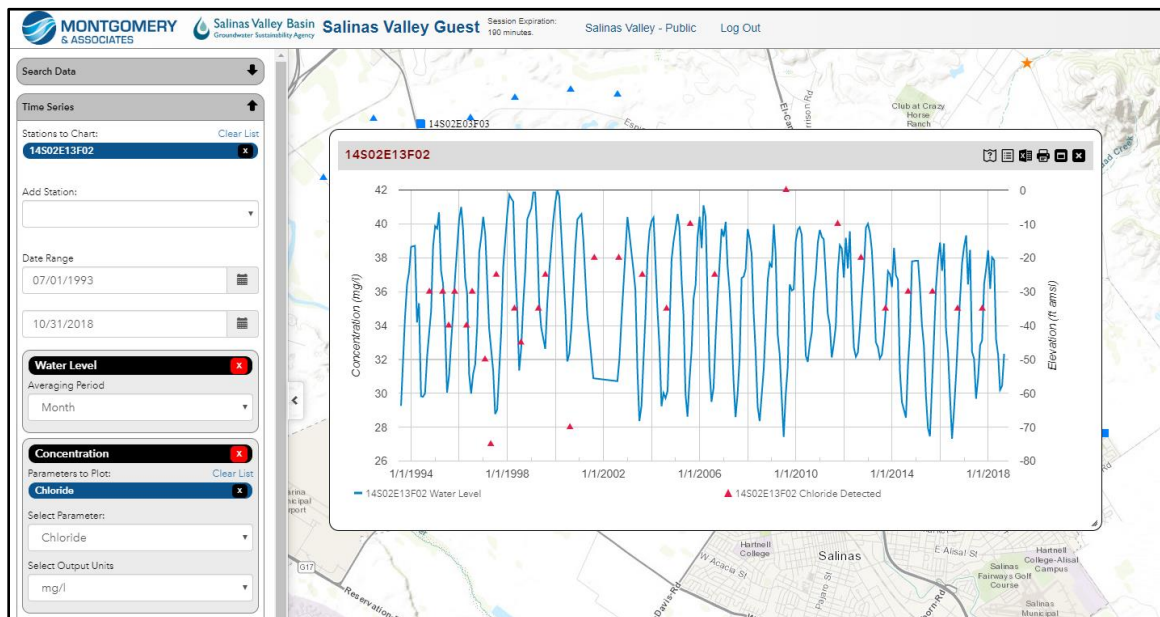 MONTGOMERY
& ASSOCIATES
Salinas Valley Basin
Groundwater Sustainability Agency
Salinas Valley Guest
Session Expiration:
190 minutes.
Salinas Valley - Public
Log Out
Search Data
Time Series
Stations to Chart:
Clear List
14S02E13F02
x
Add Station:
Date Range
07/01/1993
10/31/2018
Water Level
x
Averaging Period
Month
Concentration
x
Parameters to Plot:
Clear List
Chloride
x
Select Parameter:
Chloride
Select Output Units
mg/l
14S02E03F03
Club at Crazy
Horse
Ranch
14S02E13F02
Concentration (mg/l)
42
40
38
36
34
32
30
28
26
0
-10
-20
-30
-40
-50
-60
-70
-80
Elevation (ft amsl)
1/1/1994
1/1/1998
1/1/2002
1/1/2006
1/1/2010
1/1/2014
1/1/2018
14S02E13F02 Water Level
14S02E13F02 Chloride Detected
G17
Hartnell
College
Salinas
W Acacia St
Pajaro St
E Alisal St
Hartnell
College-Alisal
Campus
Salinas
Fairways Golf
Course
Salinas
Municipal